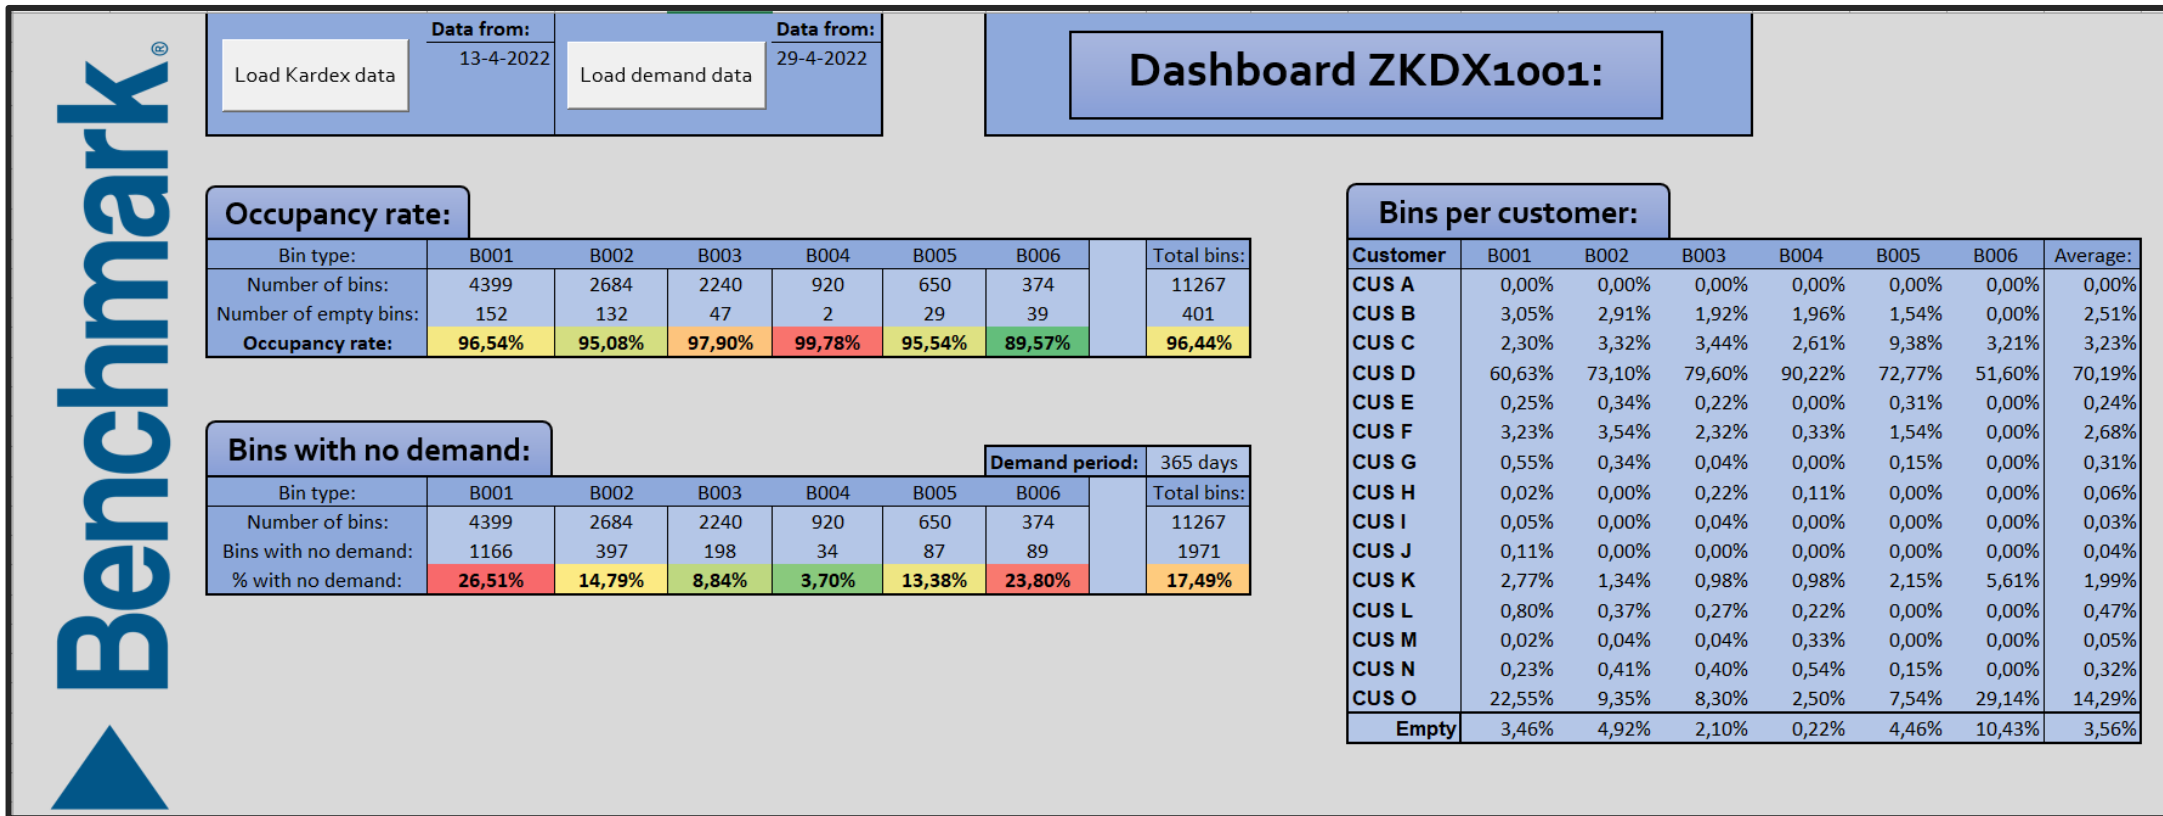 Benchmark®
Data from:
Data from:
Load Kardex data
13-4-2022
Load demand data
29-4-2022
Dashboard ZKDX1001:
Occupancy rate:
Bin type: B001 B002 B003 B004 B005 B006 Total bins:
Number of bins: 4399 2684 2240 920 650 374 11267
Number of empty bins: 152 132 47 2 29 39 401
Occupancy rate: 96,54% 95,08% 97,90% 99,78% 95,54% 89,57% 96,44%
Bins with no demand:
Demand period: 365 days
Bin type: B001 B002 B003 B004 B005 B006 Total bins:
Number of bins: 4399 2684 2240 920 650 374 11267
Bins with no demand: 1166 397 198 34 87 89 1971
% with no demand: 26,51% 14,79% 8,84% 3,70% 13,38% 23,80% 17,49%
Bins per customer:
Customer B001 B002 B003 B004 B005 B006 Average:
CUS A 0,00% 0,00% 0,00% 0,00% 0,00% 0,00% 0,00%
CUS B 3,05% 2,91% 1,92% 1,96% 1,54% 0,00% 2,51%
CUS C 2,30% 3,32% 3,44% 2,61% 9,38% 3,21% 3,23%
CUS D 60,63% 73,10% 79,60% 90,22% 72,77% 51,60% 70,19%
CUS E 0,25% 0,34% 0,22% 0,00% 0,31% 0,00% 0,24%
CUS F 3,23% 3,54% 2,32% 0,33% 1,54% 0,00% 2,68%
CUS G 0,55% 0,34% 0,04% 0,00% 0,15% 0,00% 0,31%
CUS H 0,02% 0,00% 0,22% 0,11% 0,00% 0,00% 0,06%
CUS I 0,05% 0,00% 0,04% 0,00% 0,00% 0,00% 0,03%
CUS J 0,11% 0,00% 0,00% 0,00% 0,00% 0,00% 0,04%
CUS K 2,77% 1,34% 0,98% 0,98% 2,15% 5,61% 1,99%
CUS L 0,80% 0,37% 0,27% 0,22% 0,00% 0,00% 0,47%
CUS M 0,02% 0,04% 0,04% 0,33% 0,00% 0,00% 0,05%
CUS N 0,23% 0,41% 0,40% 0,54% 0,15% 0,00% 0,32%
CUS O 22,55% 9,35% 8,30% 2,50% 7,54% 29,14% 14,29%
Empty 3,46% 4,92% 2,10% 0,22% 4,46% 10,43% 3,56%